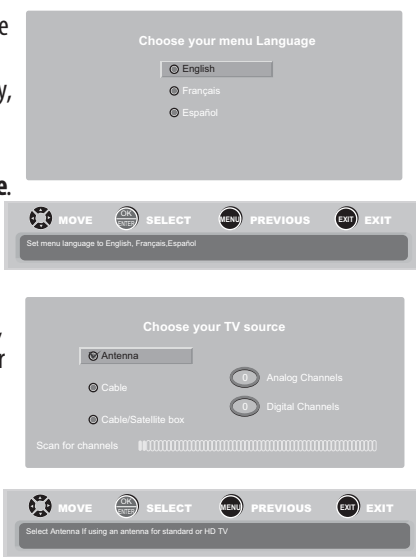 e
Choose your menu Language
English
Français
y,
Español
e.
MOVE OK ENTER SELECT MENU PREVIOUS EXIT EXIT
Set menu language to English, Français,Español
Choose your TV source
,
r
Antenna
0 Analog Channels
Cable
0 Digital Channels
Cable/Satellite box
Scan for channels
MOVE OK ENTER SELECT MENU PREVIOUS EXIT EXIT
Select Antenna If using an antenna for standard or HD TV